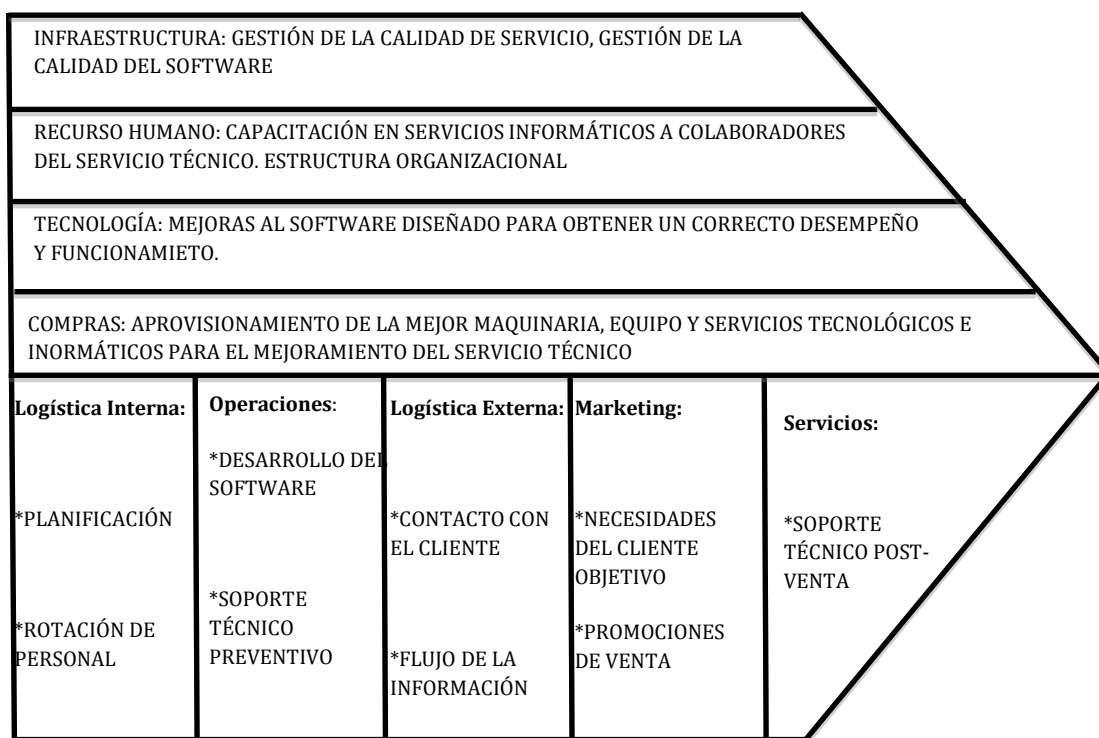 INFRAESTRUCTURA: GESTIÓN DE LA CALIDAD DE SERVICIO, GESTIÓN DE LA
CALIDAD DEL SOFTWARE
RECURSO HUMANO: CAPACITACIÓN EN SERVICIOS INFORMÁTICOS A COLABORADORES
DEL SERVICIO TÉCNICO. ESTRUCTURA ORGANIZACIONAL
TECNOLOGÍA: MEJORAS AL SOFTWARE DISEÑADO PARA OBTENER UN CORRECTO DESEMPEÑO
Y FUNCIONAMIETO.
COMPRAS: APROVISIONAMIENTO DE LA MEJOR MAQUINARIA, EQUIPO Y SERVICIOS TECNOLÓGICOS E
INORMÁTICOS PARA EL MEJORAMIENTO DEL SERVICIO TÉCNICO
Logística Interna:
*PLANIFICACIÓN
*ROTACIÓN DE
PERSONAL
Operaciones:
*DESARROLLO DEL
SOFTWARE
*SOPORTE
TÉCNICO
PREVENTIVO
Logística Externa:
*CONTACTO CON
EL CLIENTE
*FLUJO DE LA
INFORMACIÓN
Marketing:
*NECESIDADES
DEL CLIENTE
OBJETIVO
*PROMOCIONES
DE VENTA
Servicios:
*SOPORTE
TÉCNICO POST-
VENTA